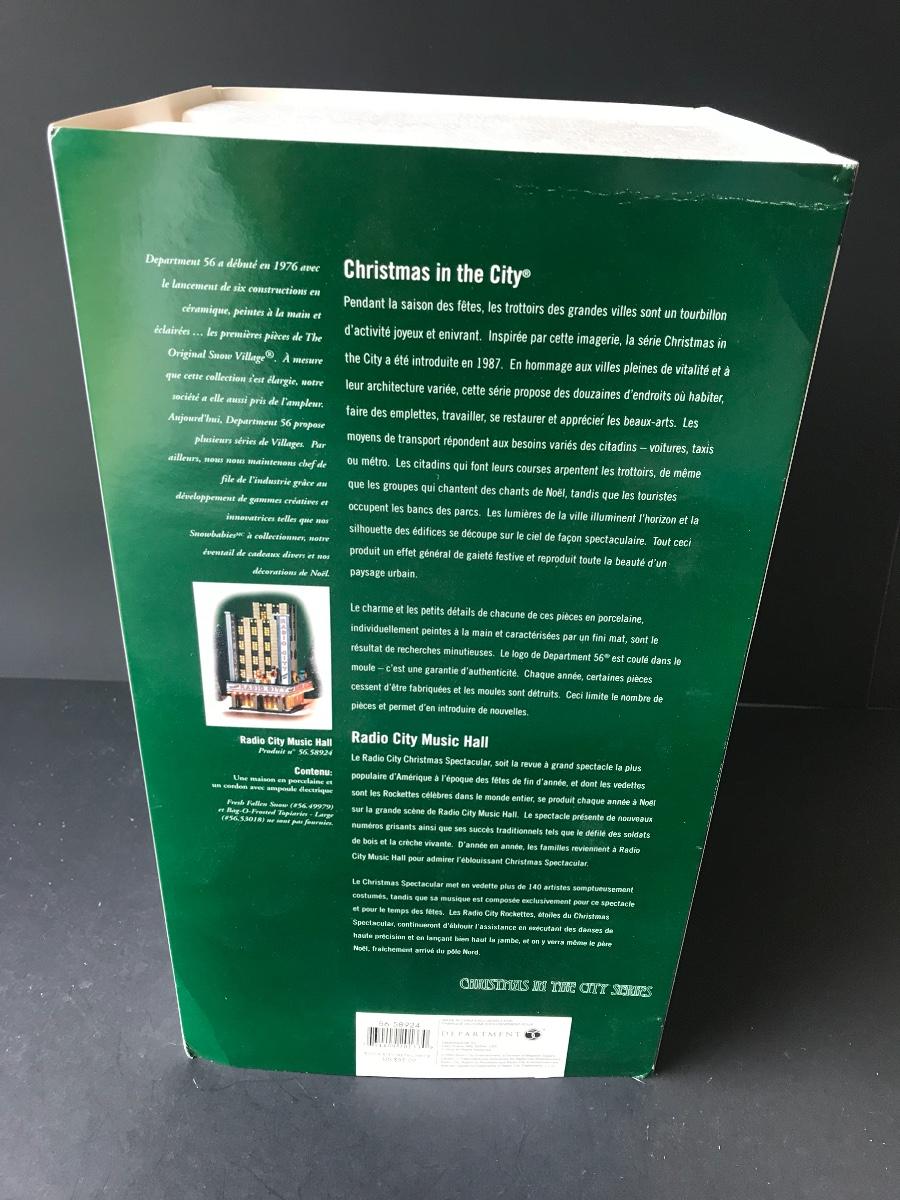 Department 56 a débuté en 1976 avec
le lancement de six constructions en
céramique, peintes à la main et
éclairées ... les premières pièces de The
Original Snow Village®. À mesure
que cette collection s'est élargie, notre
société a elle aussi pris de l'ampleur.
Aujourd'hui, Department 56 propose
plusieurs séries de Villages. Par
ailleurs, nous nous maintenons chef de
file de l'industrie grâce au
développement de gammes créatives et
innovatrices telles que nos
Snowbabies MC à collectionner, notre
éventail de cadeaux divers et nos
décorations de Noël.
RADIO CITY
RADIO CITY
Radio City Music Hall
Produit n° 56.58924
Contenu:
Une maison en porcelaine et
un cordon avec ampoule électrique
Fresh Fallen Snow (#56.49979)
et Bag-O-Frosted Topiaries - Large
(#56.53018) ne sont pas fournies.
Christmas in the City®
Pendant la saison des fêtes, les trottoirs des grandes villes sont un tourbillon
d'activité joyeux et enivrant. Inspirée par cette imagerie, la série Christmas in
the City a été introduite en 1987. En hommage aux villes pleines de vitalité et à
leur architecture variée, cette série propose des douzaines d'endroits où habiter,
faire des emplettes, travailler, se restaurer et apprécier les beaux-arts. Les
moyens de transport répondent aux besoins variés des citadins – voitures, taxis
ou métro. Les citadins qui font leurs courses arpentent les trottoirs, de même
que les groupes qui chantent des chants de Noël, tandis que les touristes
occupent les bancs des parcs. Les lumières de la ville illuminent l'horizon et la
silhouette des édifices se découpe sur le ciel de façon spectaculaire. Tout ceci
produit un effet général de gaieté festive et reproduit toute la beauté d'un
paysage urbain.
Le charme et les petits détails de chacune de ces pièces en porcelaine,
individuellement peintes à la main et caractérisées par un fini mat, sont le
résultat de recherches minutieuses. Le logo de Department 56® est coulé dans le
moule – c'est une garantie d'authenticité. Chaque année, certaines pièces
cessent d'être fabriquées et les moules sont détruits. Ceci limite le nombre de
pièces et permet d'en introduire de nouvelles.
Radio City Music Hall
Le Radio City Christmas Spectacular, soit la revue à grand spectacle la plus
populaire d'Amérique à l'époque des fêtes de fin d'année, et dont les vedettes
sont les Rockettes célèbres dans le monde entier, se produit chaque année à Noël
sur la grande scène de Radio City Music Hall. Le spectacle présente de nouveaux
numéros grisants ainsi que ses succès traditionnels tels que le défilé des soldats
de bois et la crèche vivante. D'année en année, les familles reviennent à Radio
City Music Hall pour admirer l'éblouissant Christmas Spectacular.
Le Christmas Spectacular met en vedette plus de 140 artistes somptueusement
costumés, tandis que sa musique est composée exclusivement pour ce spectacle
et pour le temps des fêtes. Les Radio City Rockettes, étoiles du Christmas
Spectacular, continueront d'éblouir l'assistance en exécutant des danses de
haute précision et en lançant bien haut la jambe, et on y verra même le père
Noël, fraîchement arrivé du pôle Nord.
CHRISTMAS IN THE CITY SERIES
56.58924
DEPARTMENT 56